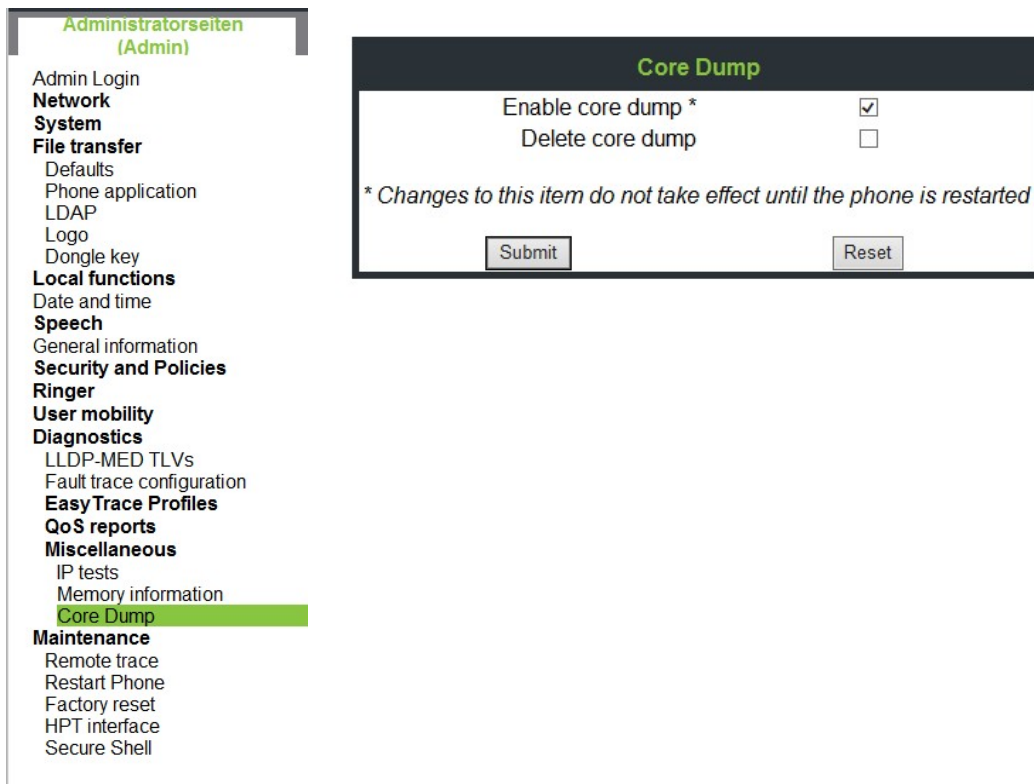 Administratorseiten
(Admin)
Admin Login
Network
System
File transfer
Defaults
Phone application
LDAP
Logo
Dongle key
Local functions
Date and time
Speech
General information
Security and Policies
Ringer
User mobility
Diagnostics
LLDP-MED TLVs
Fault trace configuration
EasyTrace Profiles
QoS reports
Miscellaneous
IP tests
Memory information
Core Dump
Maintenance
Remote trace
Restart Phone
Factory reset
HPT interface
Secure Shell
Core Dump
Enable core dump *
Delete core dump
* Changes to this item do not take effect until the phone is restarted
Submit Reset